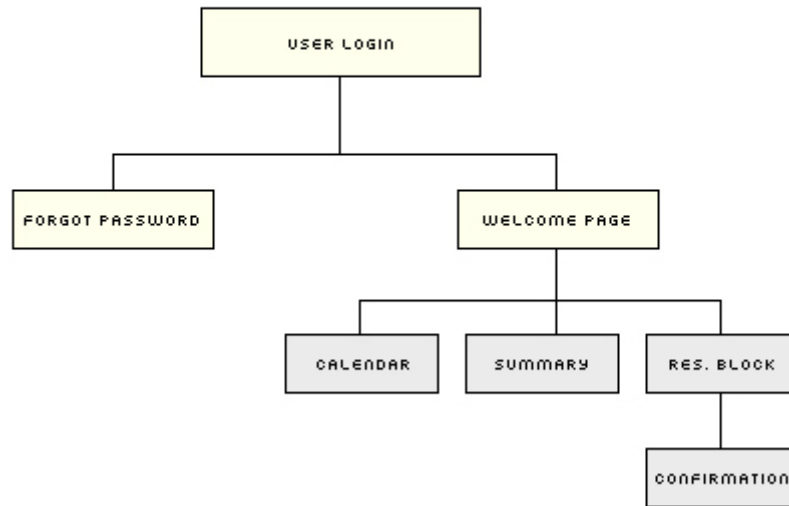 USER LOGIN
FORGOT PASSWORD
WELCOME PAGE
CALENDAR
SUMMARY
RES. BLOCK
CONFIRMATION